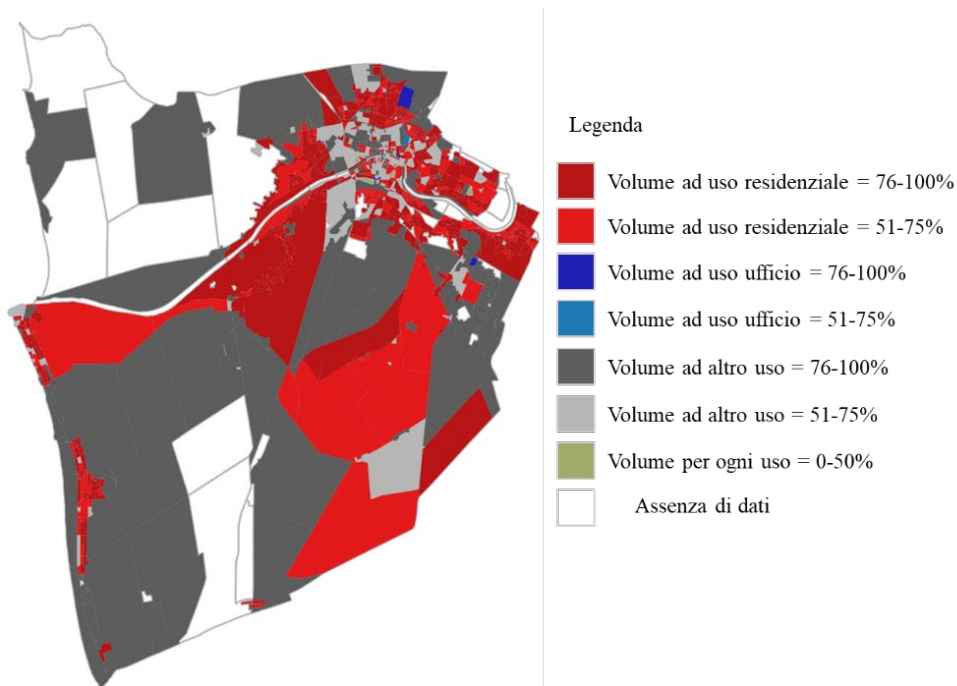 Legenda
Volume ad uso residenziale = 76-100%
Volume ad uso residenziale = 51-75%
Volume ad uso ufficio = 76-100%
Volume ad uso ufficio = 51-75%
Volume ad altro uso = 76-100%
Volume ad altro uso = 51-75%
Volume per ogni uso = 0-50%
Assenza di dati